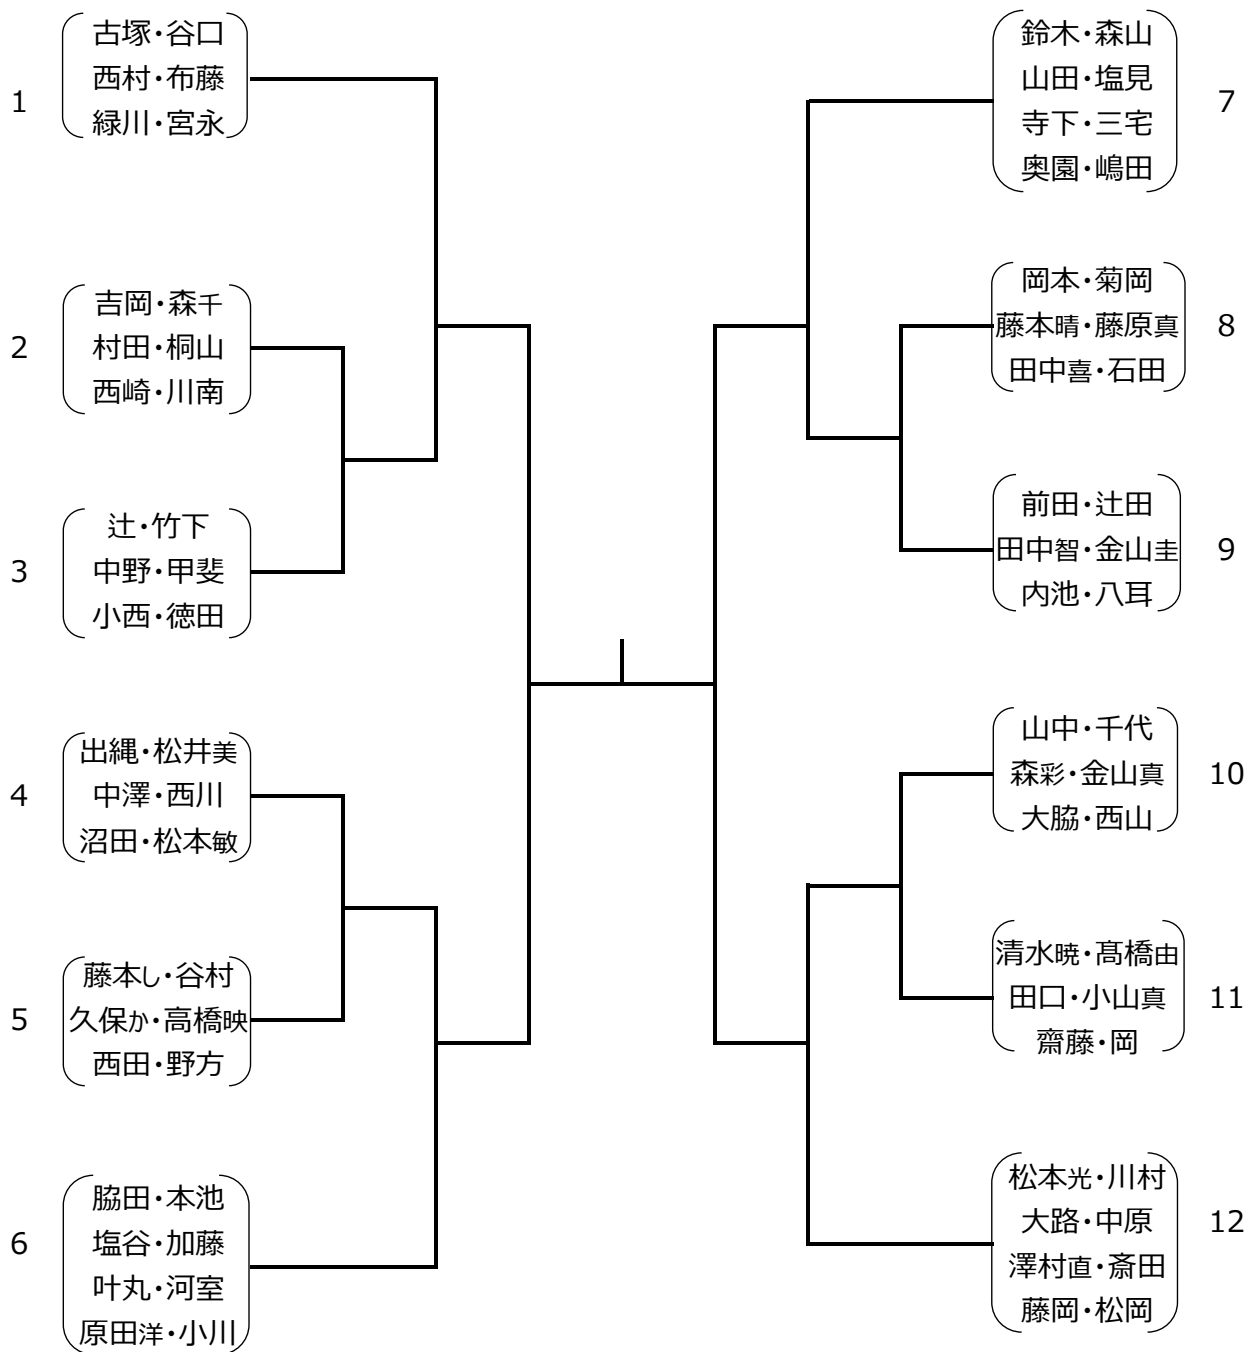 1
古塚・谷口
西村・布藤
緑川・宮永
2
吉岡・森千
村田・桐山
西崎・川南
3
辻・竹下
中野・甲斐
小西・徳田
4
出縄・松井美
中澤・西川
沼田・松本敏
5
藤本し・谷村
久保か・高橋映
西田・野方
6
脇田・本池
塩谷・加藤
叶丸・河室
原田洋・小川
鈴木・森山
山田・塩見
寺下・三宅
奥園・嶋田
7
岡本・菊岡
藤本晴・藤原真
田中喜・石田
8
前田・辻田
田中智・金山圭
内池・八耳
9
山中・千代
森彩・金山真
大脇・西山
10
清水暁・髙橋由
田口・小山真
齋藤・岡
11
松本光・川村
大路・中原
澤村直・斎田
藤岡・松岡
12